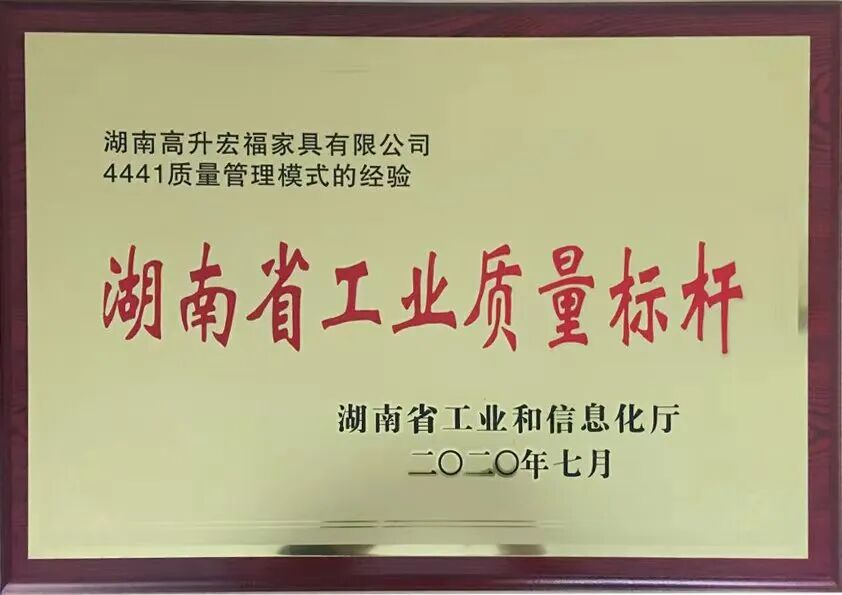 湖南高升宏福家具有限公司
4441质量管理模式的经验
湖南省工业质量标杆
湖南省工业和信息化厅
二〇二〇年七月